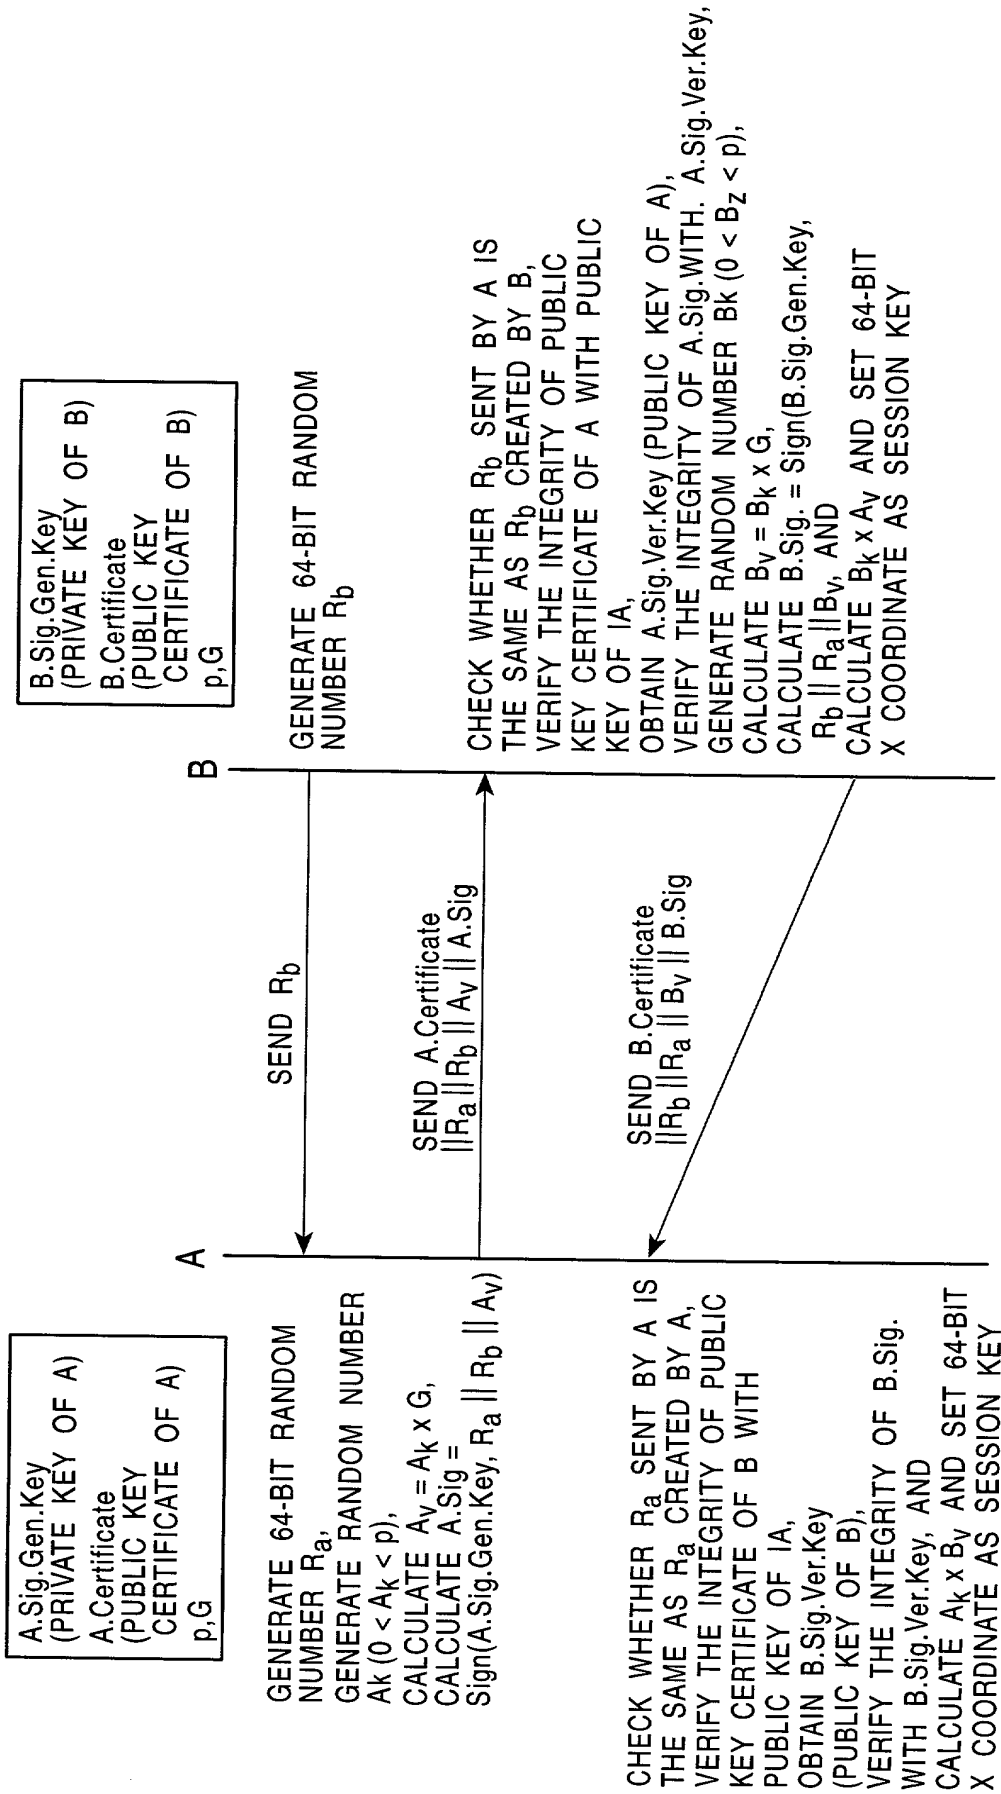 A.Sig.Gen.Key
(PRIVATE KEY OF A)
A.Certificate
(PUBLIC KEY
CERTIFICATE OF A)
p,G
B.Sig.Gen.Key
(PRIVATE KEY OF B)
B.Certificate
(PUBLIC KEY
CERTIFICATE OF B)
p,G
A
B
GENERATE 64-BIT RANDOM
NUMBER Rb
SEND Rb
GENERATE 64-BIT RANDOM
NUMBER Ra,
GENERATE RANDOM NUMBER
Ak (0 < Ak < p),
CALCULATE Av = Ak x G,
CALCULATE A.Sig =
Sign(A.Sig.Gen.Key, Ra || Rb || Av)
SEND A.Certificate
||Ra || Rb || Av || A.Sig
CHECK WHETHER Rb SENT BY A IS
THE SAME AS Rb CREATED BY B,
VERIFY THE INTEGRITY OF PUBLIC
KEY CERTIFICATE OF A WITH PUBLIC
KEY OF IA,
OBTAIN A.Sig.Ver.Key (PUBLIC KEY OF A),
VERIFY THE INTEGRITY OF A.Sig.WITH. A.Sig.Ver.Key,
GENERATE RANDOM NUMBER Bk (0 < Bz < p),
CALCULATE Bv = Bk x G,
CALCULATE B.Sig. = Sign(B.Sig.Gen.Key,
Rb || Ra || Bv, AND
CALCULATE Bk x Av AND SET 64-BIT
X COORDINATE AS SESSION KEY
SEND B.Certificate
||Rb || Ra || Bv || B.Sig
CHECK WHETHER Ra SENT BY A IS
THE SAME AS Ra CREATED BY A,
VERIFY THE INTEGRITY OF PUBLIC
KEY CERTIFICATE OF B WITH
PUBLIC KEY OF IA,
OBTAIN B.Sig.Ver.Key
(PUBLIC KEY OF B),
VERIFY THE INTEGRITY OF B.Sig.
WITH B.Sig.Ver.Key, AND
CALCULATE Ak x Bv AND SET 64-BIT
X COORDINATE AS SESSION KEY